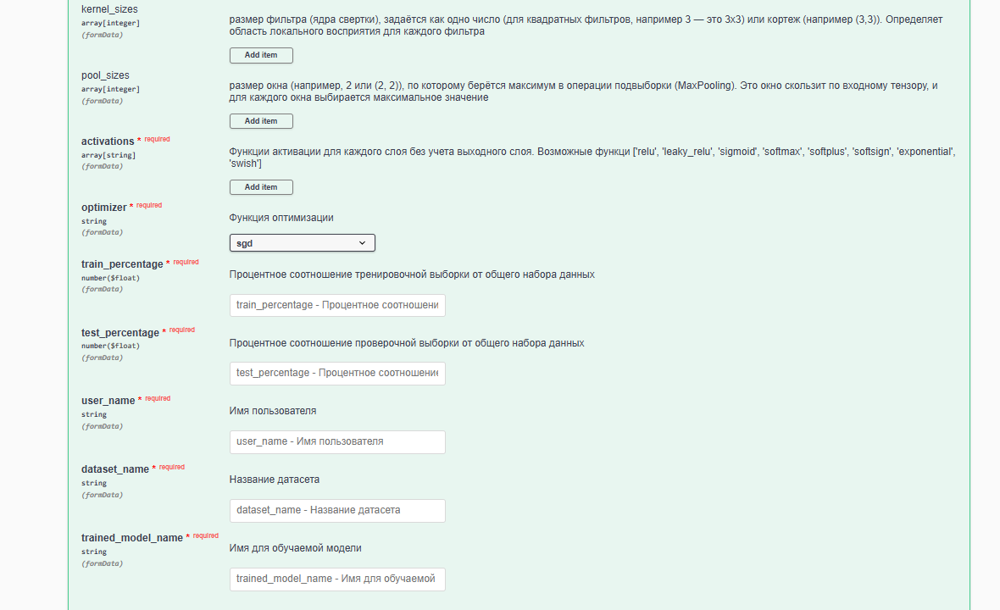 kernel_sizes
array[integer]
(formData)
размер фильтра (ядра свертки), задаётся как одно число (для квадратных фильтров, например 3 — это 3x3) или кортеж (например (3,3)). Определяет
область локального восприятия для каждого фильтра
Add item
pool_sizes
array[integer]
(formData)
размер окна (например, 2 или (2, 2)), по которому берётся максимум в операции подвыборки (MaxPooling). Это окно скользит по входному тензору, и
для каждого окна выбирается максимальное значение
Add item
activations * required
array[string]
(formData)
Функции активации для каждого слоя без учета выходного слоя. Возможные функци ['relu', 'leaky_relu', 'sigmoid', 'softmax', 'softplus', 'softsign', 'exponential',
'swish']
Add item
optimizer * required
string
(formData)
Функция оптимизации
sgd
train_percentage * required
number($float)
(formData)
Процентное соотношение тренировочной выборки от общего набора данных
train_percentage - Процентное соотношени
test_percentage * required
number($float)
(formData)
Процентное соотношение проверочной выборки от общего набора данных
test_percentage - Процентное соотношение
user_name * required
string
(formData)
Имя пользователя
user_name - Имя пользователя
dataset_name * required
string
(formData)
Название датасета
dataset_name - Название датасета
trained_model_name * required
string
(formData)
Имя для обучаемой модели
trained_model_name - Имя для обучаемой